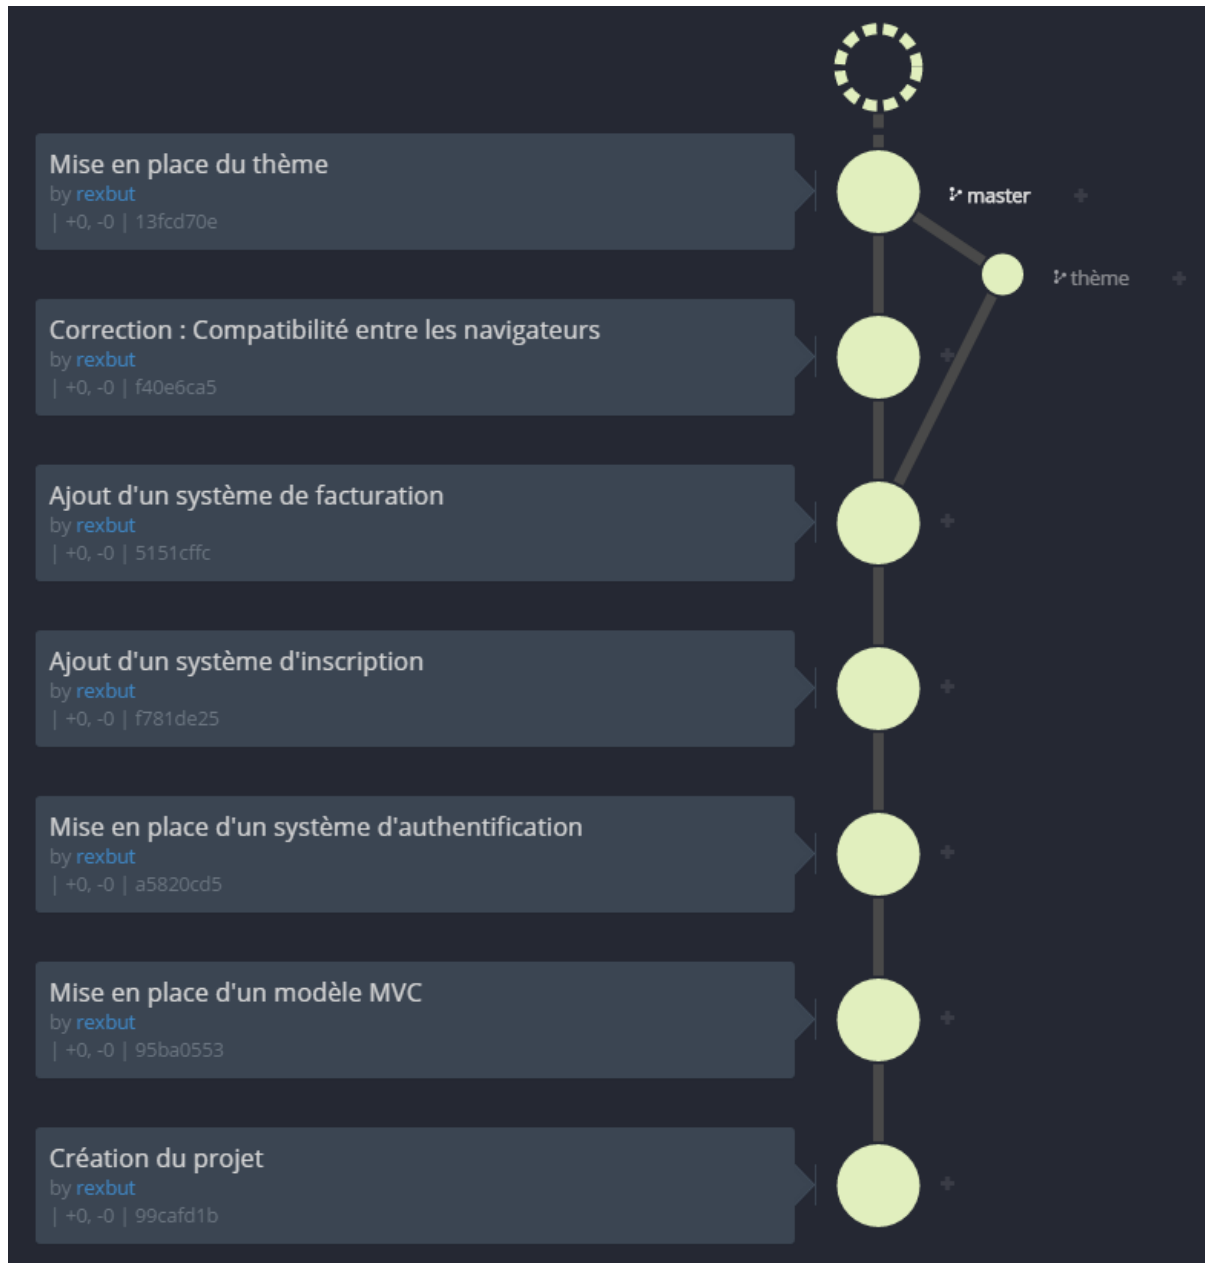 Mise en place du thème
by rexbut
| +0, -0 | 13fcd70e
master
thème
Correction : Compatibilité entre les navigateurs
by rexbut
| +0, -0 | f40e6ca5
Ajout d'un système de facturation
by rexbut
| +0, -0 | 5151cffc
Ajout d'un système d'inscription
by rexbut
| +0, -0 | f781de25
Mise en place d'un système d'authentification
by rexbut
| +0, -0 | a5820cd5
Mise en place d'un modèle MVC
by rexbut
| +0, -0 | 95ba0553
Création du projet
by rexbut
| +0, -0 | 99cafd1b